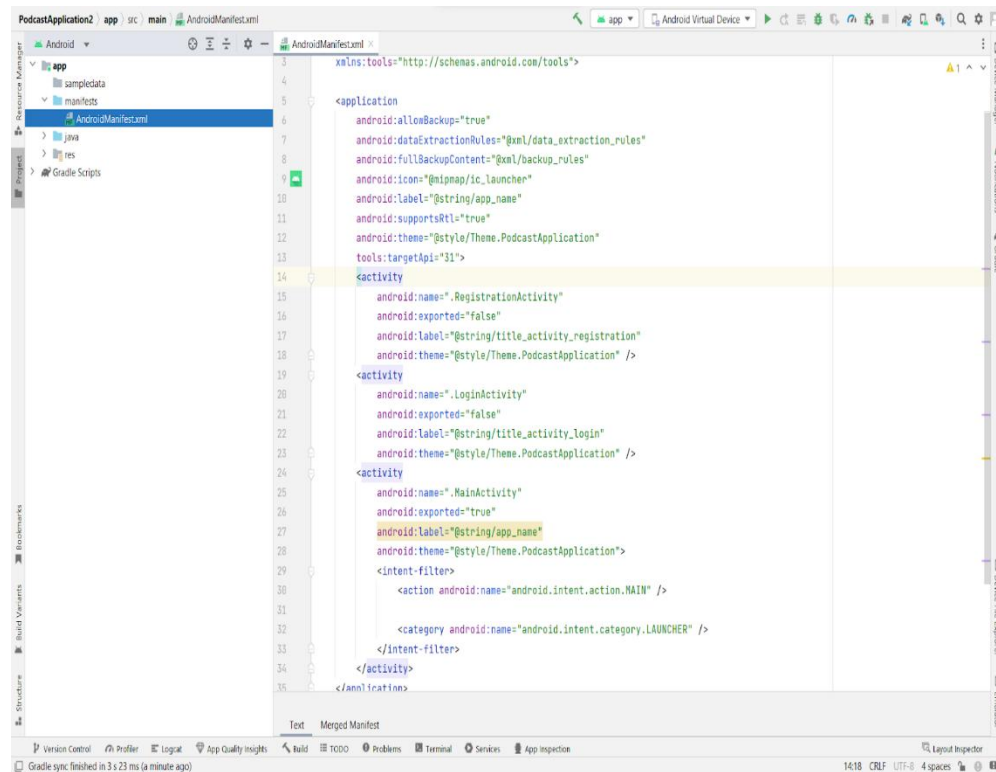 PodcastApplication2 app src main AndroidManifest.xml
app Android Virtual Device
Android
AndroidManifest.xml
Resource Manager
Project
Bookmarks
Build Variants
Structure
app
sampledata
manifests
AndroidManifest.xml
java
res
Gradle Scripts
1
3 xmlns:tools="http://schemas.android.com/tools">
4
5 <application
6 android:allowBackup="true"
7 android:dataExtractionRules="@xml/data_extraction_rules"
8 android:fullBackupContent="@xml/backup_rules"
9 android:icon="@mipmap/ic_launcher"
10 android:label="@string/app_name"
11 android:supportsRtl="true"
12 android:theme="@style/Theme.PodcastApplication"
13 tools:targetApi="31">
14 <activity
15 android:name=".RegistrationActivity"
16 android:exported="false"
17 android:label="@string/title_activity_registration"
18 android:theme="@style/Theme.PodcastApplication" />
19 <activity
20 android:name=".LoginActivity"
21 android:exported="false"
22 android:label="@string/title_activity_login"
23 android:theme="@style/Theme.PodcastApplication" />
24 <activity
25 android:name=".MainActivity"
26 android:exported="true"
27 android:label="@string/app_name"
28 android:theme="@style/Theme.PodcastApplication">
29 <intent-filter>
30 <action android:name="android.intent.action.MAIN" />
31
32 <category android:name="android.intent.category.LAUNCHER" />
33 </intent-filter>
34 </activity>
35 </application>
Text Merged Manifest
Version Control Profiler Logcat App Quality Insights Build TODO Problems Terminal Services App Inspection Layout Inspector
Gradle sync finished in 3 s 23 ms (a minute ago) 14:18 CRLF UTF-8 4 spaces